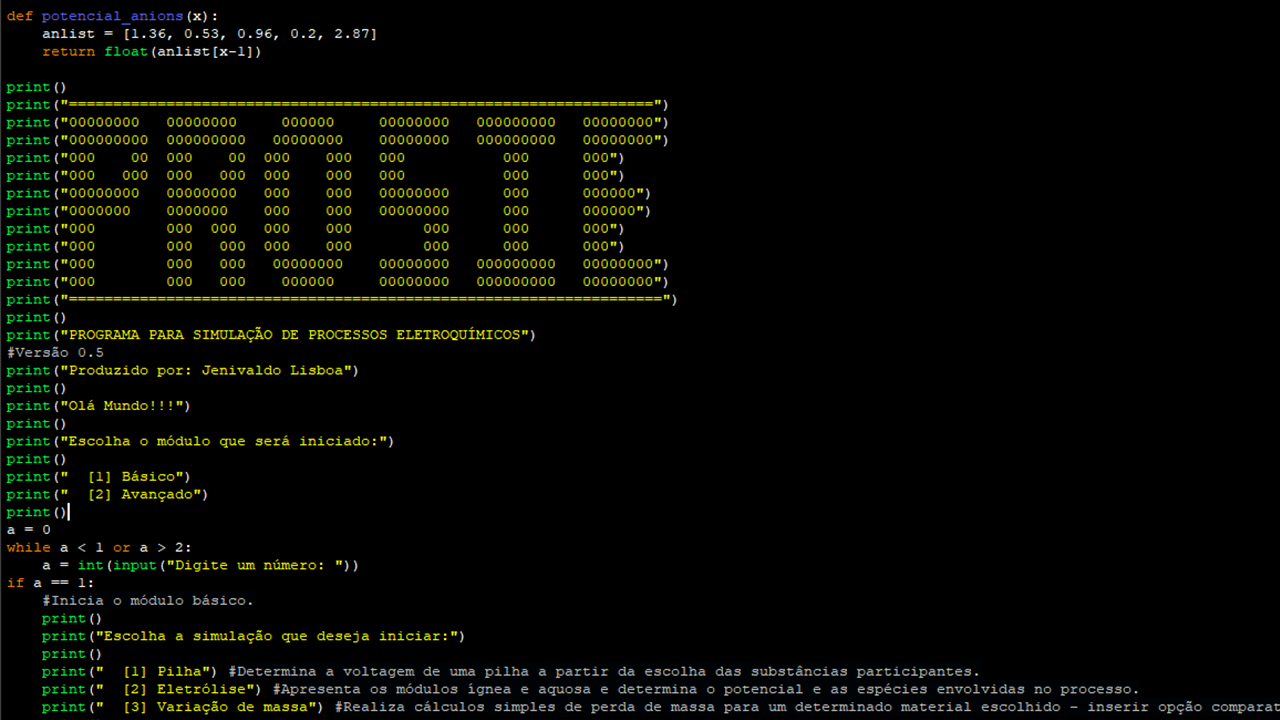 def potencial_anions(x):
    anlist = [1.36, 0.53, 0.96, 0.2, 2.87]
    return float(anlist[x-1])
print()
print("==================================================================")
print("00000000   00000000     000000     00000000   000000000   00000000")
print("000000000  000000000   00000000    00000000   000000000   00000000")
print("000    00  000    00  000    000   000           000      000")
print("000   000  000   000  000    000   000           000      000")
print("00000000   00000000   000    000   00000000      000      000000")
print("0000000    0000000    000    000   00000000      000      000000")
print("000        000  000   000    000        000      000      000")
print("000        000   000  000    000        000      000      000")
print("000        000   000   00000000    00000000   000000000   00000000")
print("000        000   000    000000     00000000   000000000   00000000")
print("===================================================================")
print()
print("PROGRAMA PARA SIMULAÇÃO DE PROCESSOS ELETROQUÍMICOS")
#Versão 0.5
print("Produzido por: Jenivaldo Lisboa")
print()
print("Olá Mundo!!!")
print()
print("Escolha o módulo que será iniciado:")
print()
print("  [1] Básico")
print("  [2] Avançado")
print()
a = 0
while a < 1 or a > 2:
    a = int(input("Digite um número: "))
if a == 1:
    #Inicia o módulo básico.
    print()
    print("Escolha a simulação que deseja iniciar:")
    print()
    print("  [1] Pilha") #Determina a voltagem de uma pilha a partir da escolha das substâncias participantes.
    print("  [2] Eletrólise") #Apresenta os módulos ígnea e aquosa e determina o potencial e as espécies envolvidas no processo.
    print("  [3] Variação de massa") #Realiza cálculos simples de perda de massa para um determinado material escolhido - inserir opção comparat